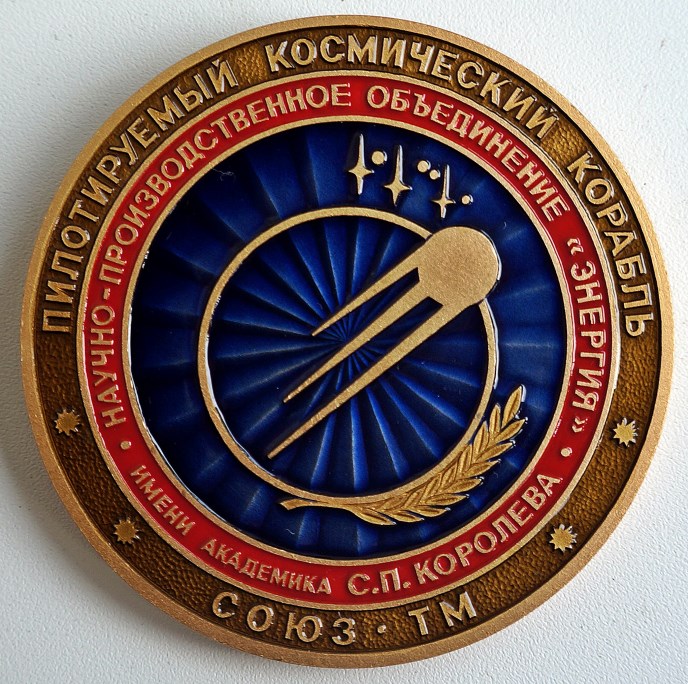 ПИЛОТИРУЕМЫЙ КОСМИЧЕСКИЙ КОРАБЛЬ
СОЮЗ · ТМ
· НАУЧНО-ПРОИЗВОДСТВЕННОЕ ОБЪЕДИНЕНИЕ «ЭНЕРГИЯ» ·
ИМЕНИ АКАДЕМИКА С.П. КОРОЛЕВА